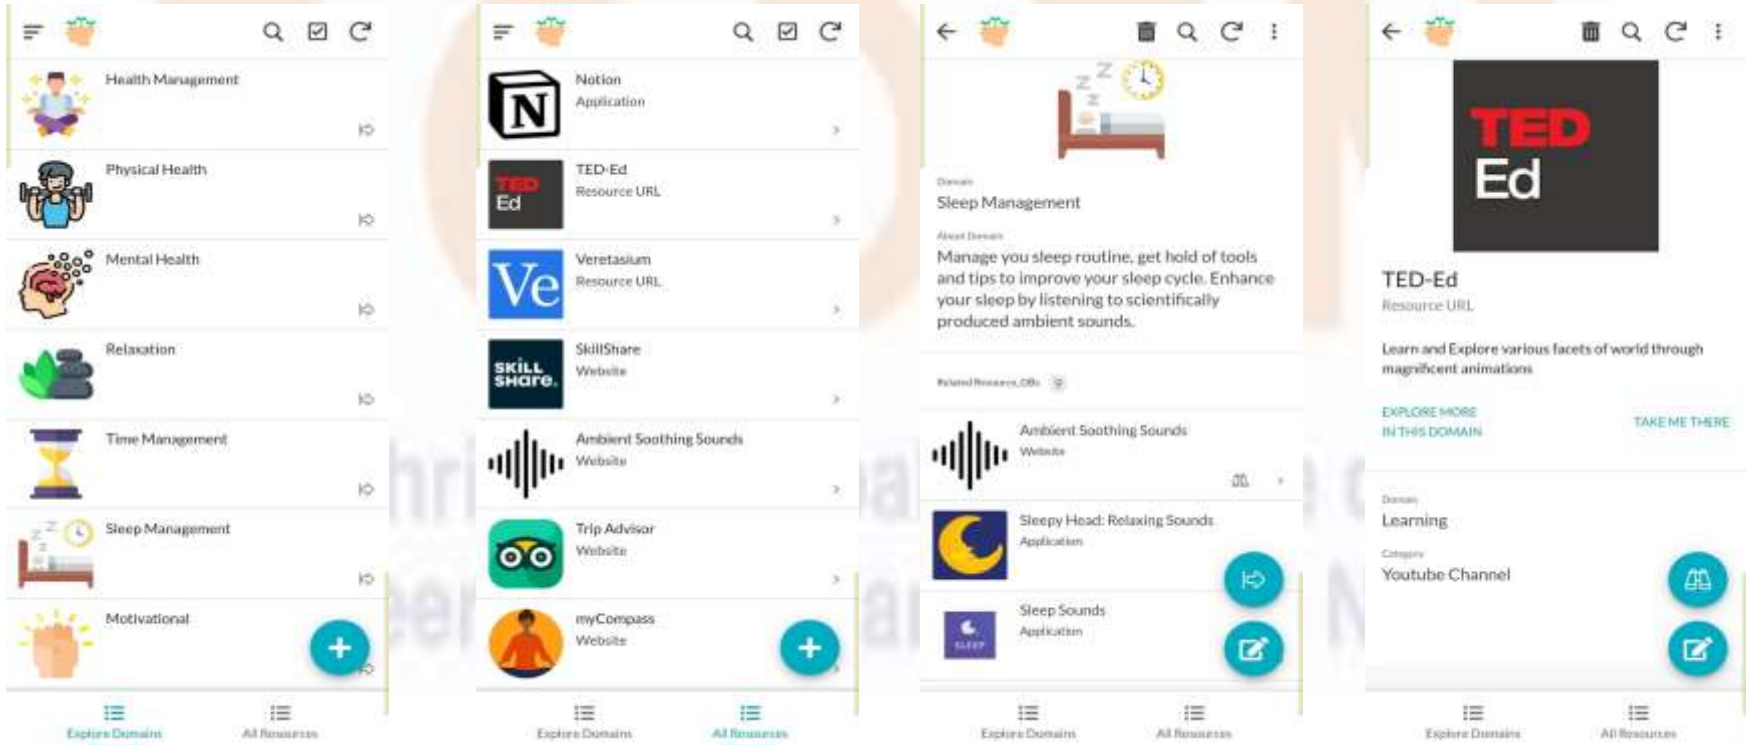 Health Management
Physical Health
Mental Health
Relaxation
Time Management
Sleep Management
Motivational
Explore Domains
All Resources
Notion
Application
TED-Ed
Resource URL
TED
Ed
Veretasium
Resource URL
Ve
SkillShare
Website
SKILL
SHare.
Ambient Soothing Sounds
Website
Trip Advisor
Website
myCompass
Website
Explore Domains
All Resources
Domain
Sleep Management
About Domain
Manage you sleep routine, get hold of tools
and tips to improve your sleep cycle. Enhance
your sleep by listening to scientifically
produced ambient sounds.
Related Resource_DBs
Ambient Soothing Sounds
Website
Sleepy Head: Relaxing Sounds
Application
Sleep Sounds
Application
SLEEP
Explore Domains
All Resources
TED
Ed
TED-Ed
Resource URL
Learn and Explore various facets of world through
magnificent animations
EXPLORE MORE
IN THIS DOMAIN
TAKE ME THERE
Domain
Learning
Category
Youtube Channel
Explore Domains
All Resources